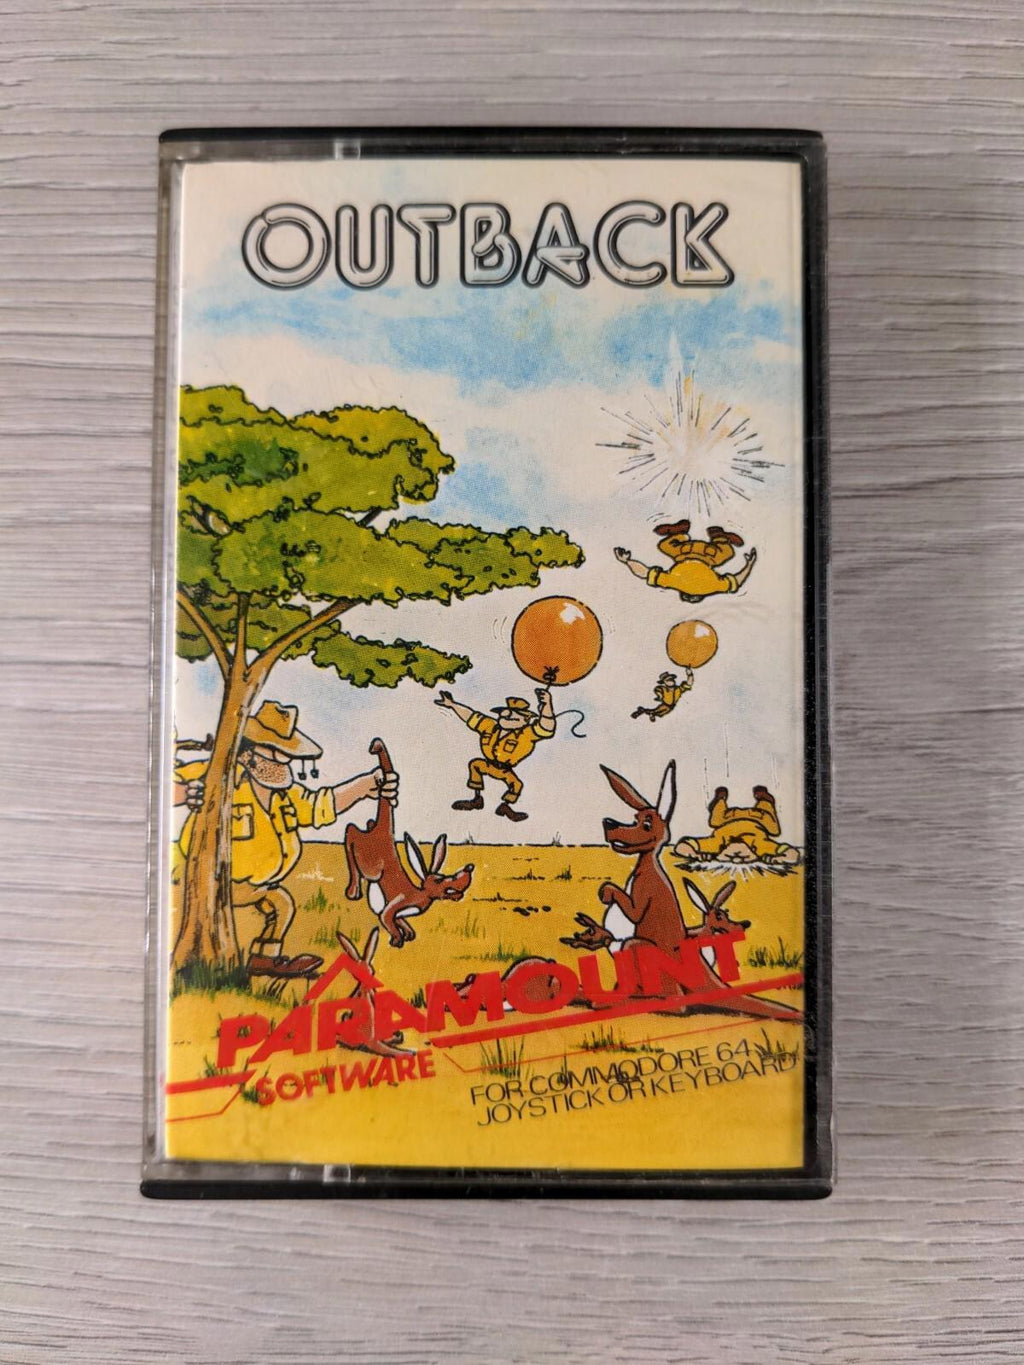 OUTBACK
PARAMOUNT
SOFTWARE
FOR COMMODORE 64
JOYSTICK OR KEYBOARD